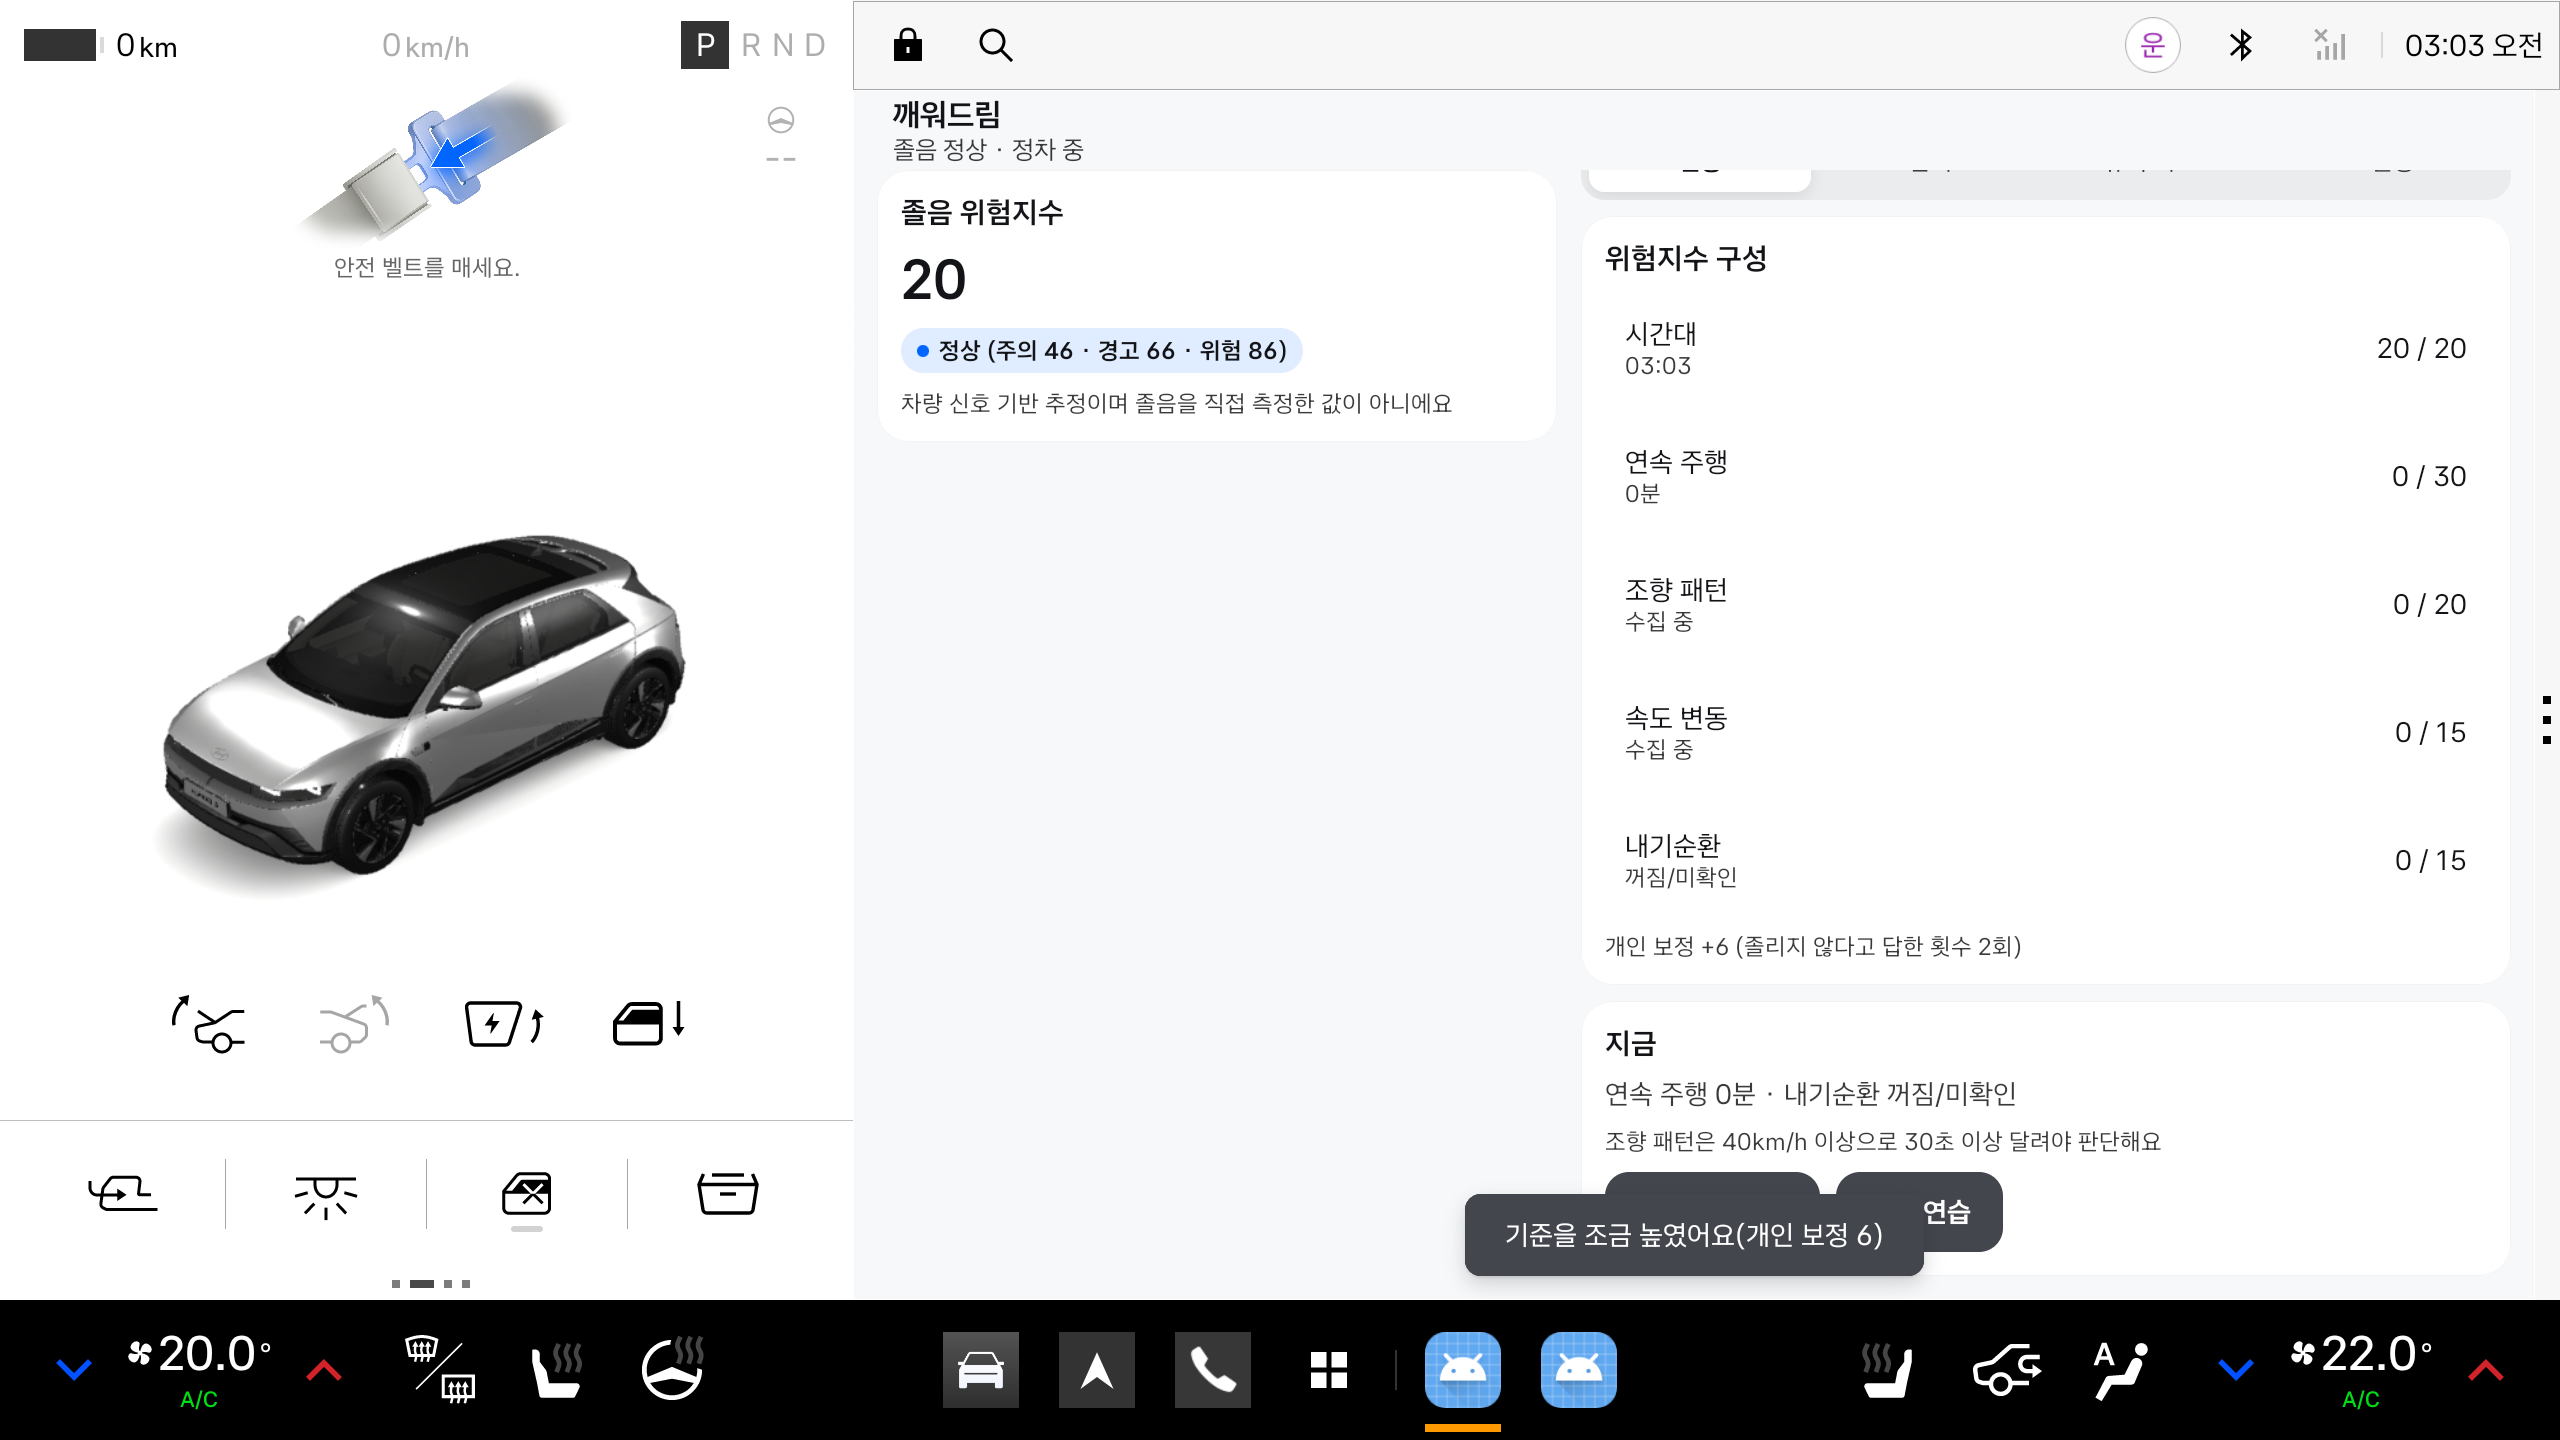 0 km
0 km/h
P R N D
운
03:03 오전
안전 벨트를 매세요.
깨워드림
졸음 정상 · 정차 중
졸음 위험지수
20
정상 (주의 46 · 경고 66 · 위험 86)
차량 신호 기반 추정이며 졸음을 직접 측정한 값이 아니에요
위험지수 구성
시간대
03:03
20 / 20
연속 주행
0분
0 / 30
조향 패턴
수집 중
0 / 20
속도 변동
수집 중
0 / 15
내기순환
꺼짐/미확인
0 / 15
개인 보정 +6 (졸리지 않다고 답한 횟수 2회)
지금
연속 주행 0분 · 내기순환 꺼짐/미확인
조향 패턴은 40km/h 이상으로 30초 이상 달려야 판단해요
연습
기준을 조금 높였어요(개인 보정 6)
20.0°
A/C
A
22.0°
A/C